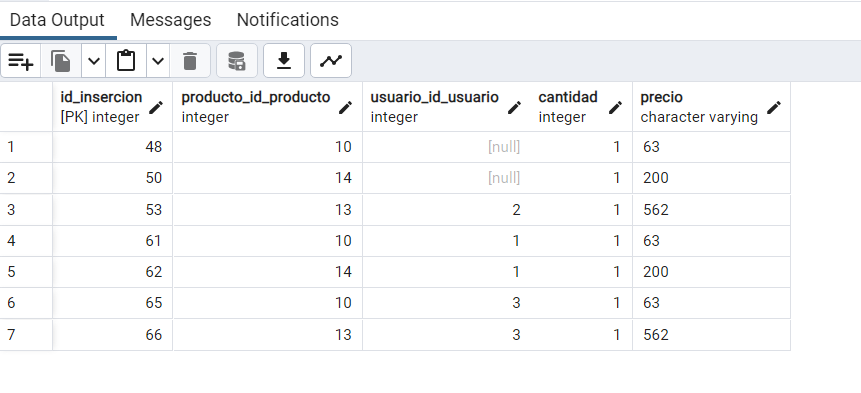 Data Output Messages Notifications
id_insercion producto_id_producto usuario_id_usuario cantidad precio
[PK] integer integer integer integer character varying
1 48 10 [null] 1 63
2 50 14 [null] 1 200
3 53 13 2 1 562
4 61 10 1 1 63
5 62 14 1 1 200
6 65 10 3 1 63
7 66 13 3 1 562